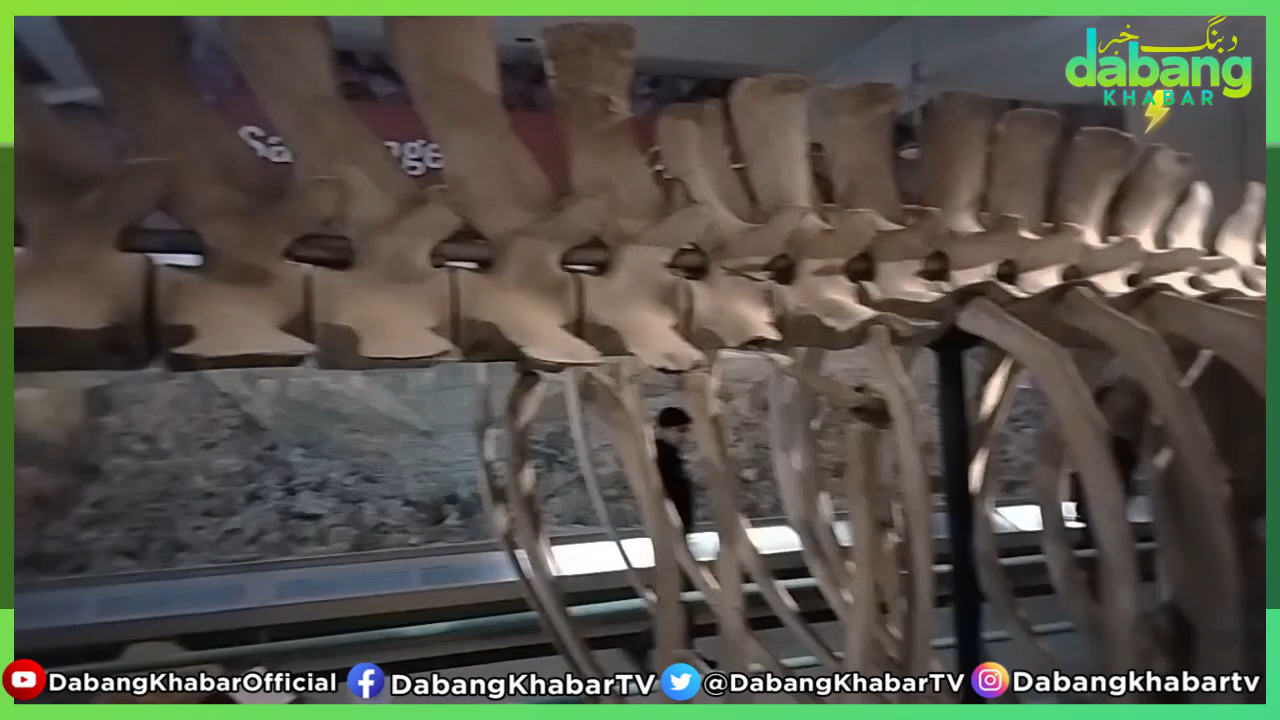 دبنگ خبر
dabang
KHABAR
DabangKhabarOfficial
DabangKhabarTV
@DabangKhabarTV
Dabangkhabartv